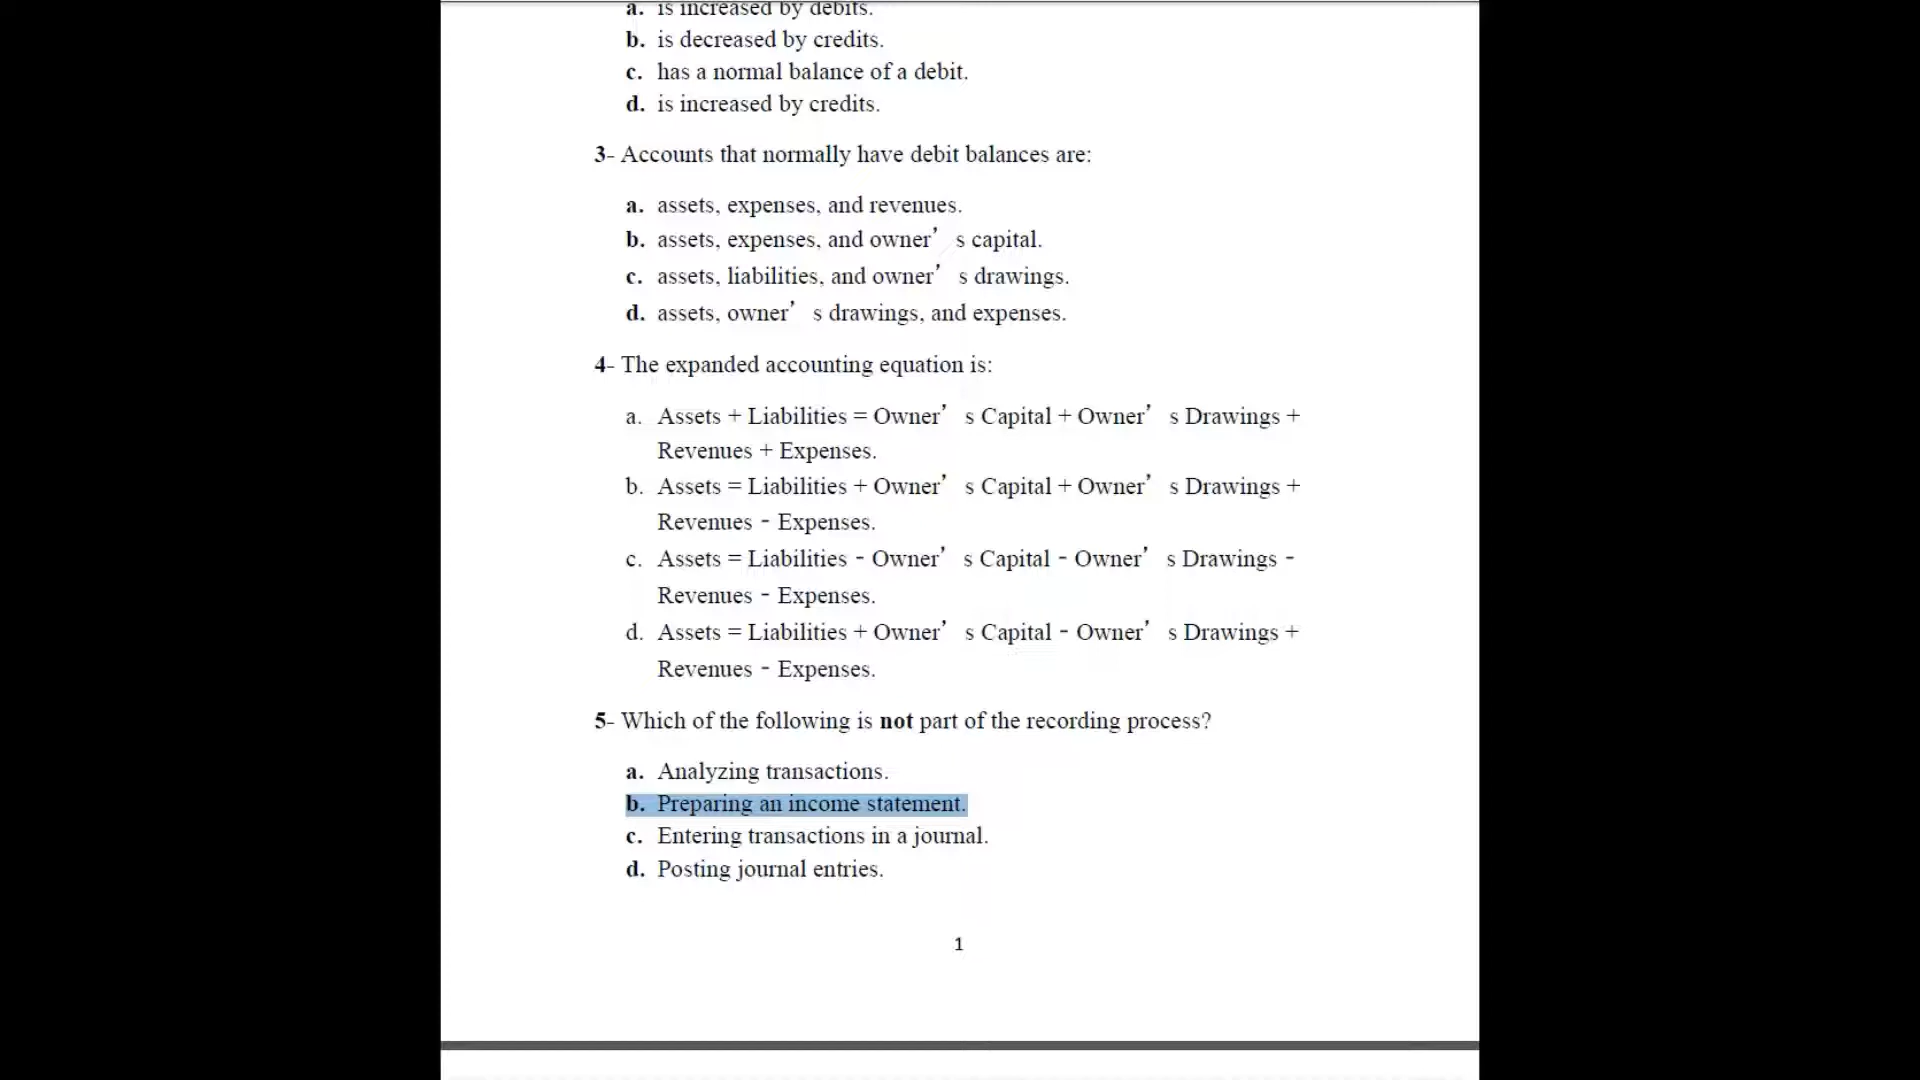 a. is increased by debits.
b. is decreased by credits.
c. has a normal balance of a debit.
d. is increased by credits.
3- Accounts that normally have debit balances are:
a. assets, expenses, and revenues.
b. assets, expenses, and owner’ s capital.
c. assets, liabilities, and owner’ s drawings.
d. assets, owner’ s drawings, and expenses.
4- The expanded accounting equation is:
a. Assets + Liabilities = Owner’ s Capital + Owner’ s Drawings +
Revenues + Expenses.
b. Assets = Liabilities + Owner’ s Capital + Owner’ s Drawings +
Revenues - Expenses.
c. Assets = Liabilities - Owner’ s Capital - Owner’ s Drawings -
Revenues - Expenses.
d. Assets = Liabilities + Owner’ s Capital - Owner’ s Drawings +
Revenues - Expenses.
5- Which of the following is not part of the recording process?
a. Analyzing transactions.
b. Preparing an income statement.
c. Entering transactions in a journal.
d. Posting journal entries.
1